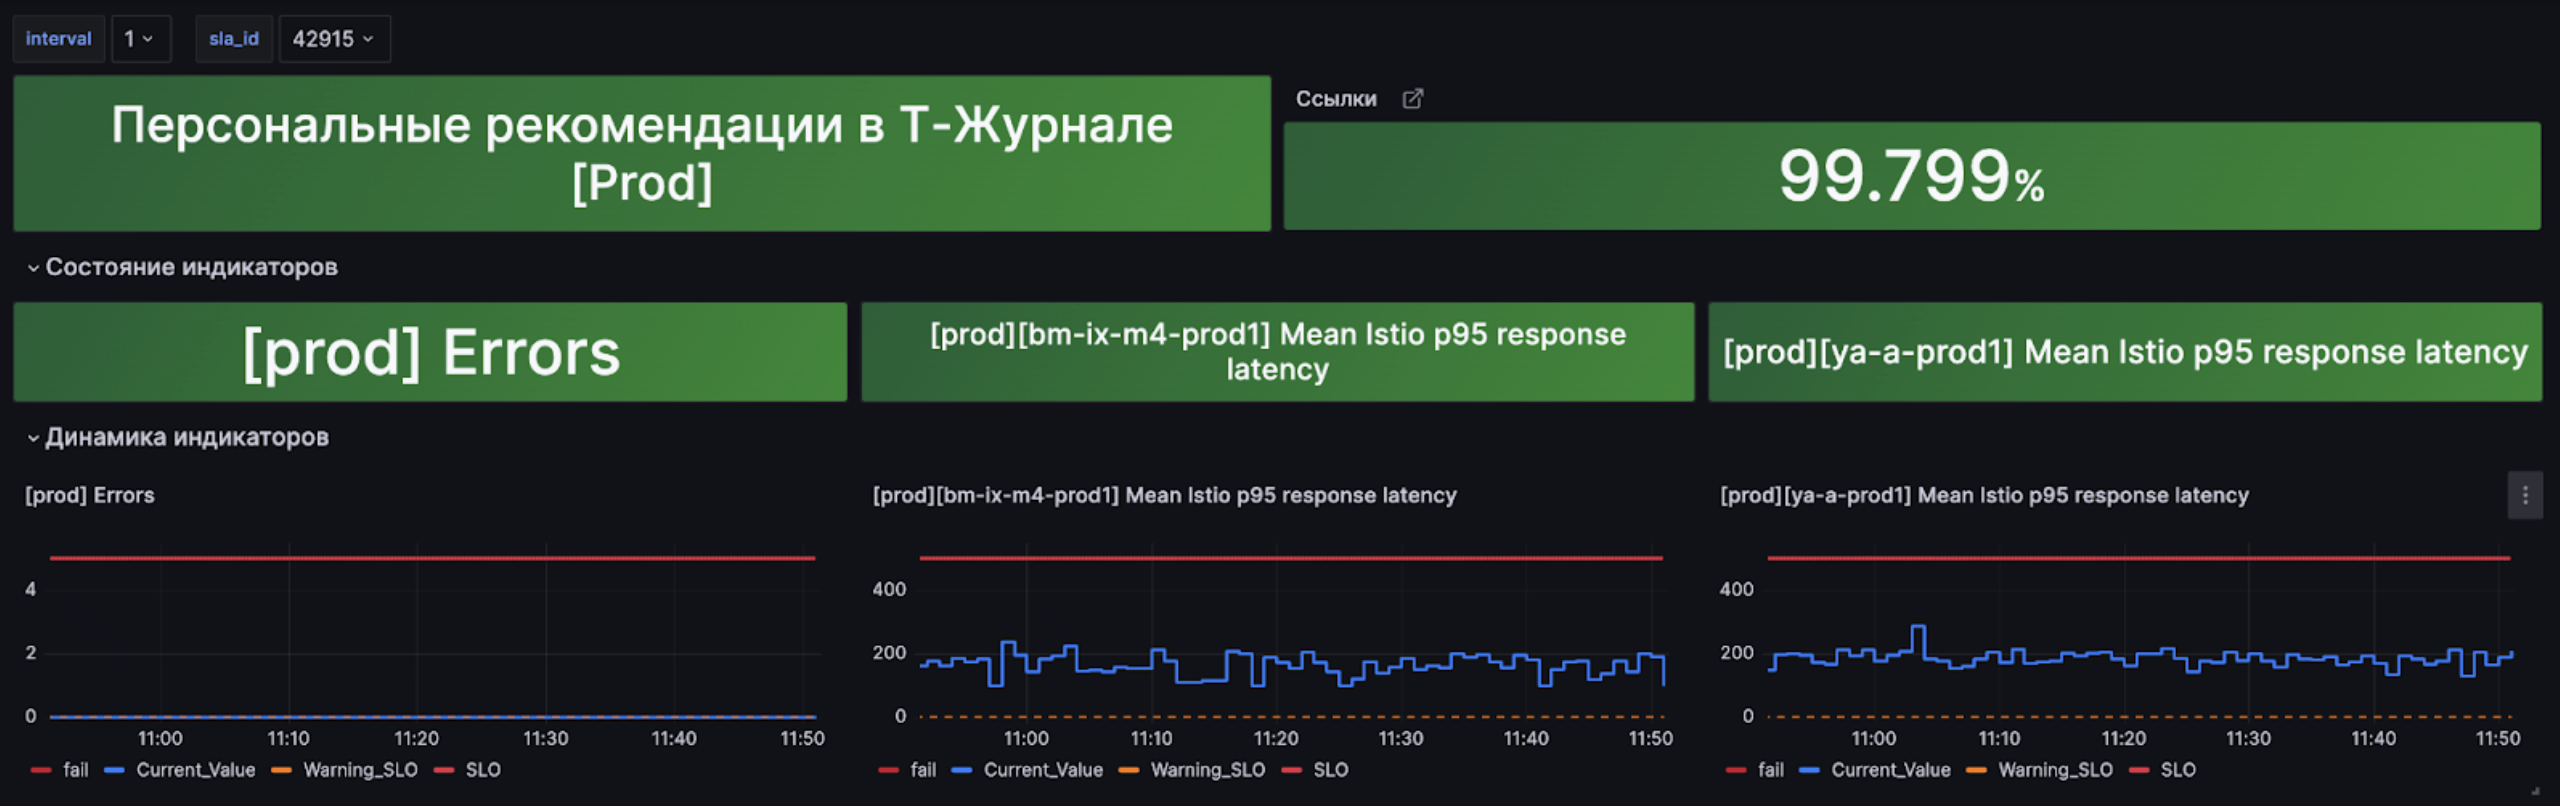 interval 1 sla_id 42915
Персональные рекомендации в Т-Журнале
[Prod]
Ссылки
99.799%
Состояние индикаторов
[prod] Errors
[prod][bm-ix-m4-prod1] Mean Istio p95 response
latency
[prod][ya-a-prod1] Mean Istio p95 response latency
Динамика индикаторов
[prod] Errors
4
2
0
11:00 11:10 11:20 11:30 11:40 11:50
fail Current_Value Warning_SLO SLO
[prod][bm-ix-m4-prod1] Mean Istio p95 response latency
400
200
0
11:00 11:10 11:20 11:30 11:40 11:50
fail Current_Value Warning_SLO SLO
[prod][ya-a-prod1] Mean Istio p95 response latency
400
200
0
11:00 11:10 11:20 11:30 11:40 11:50
fail Current_Value Warning_SLO SLO